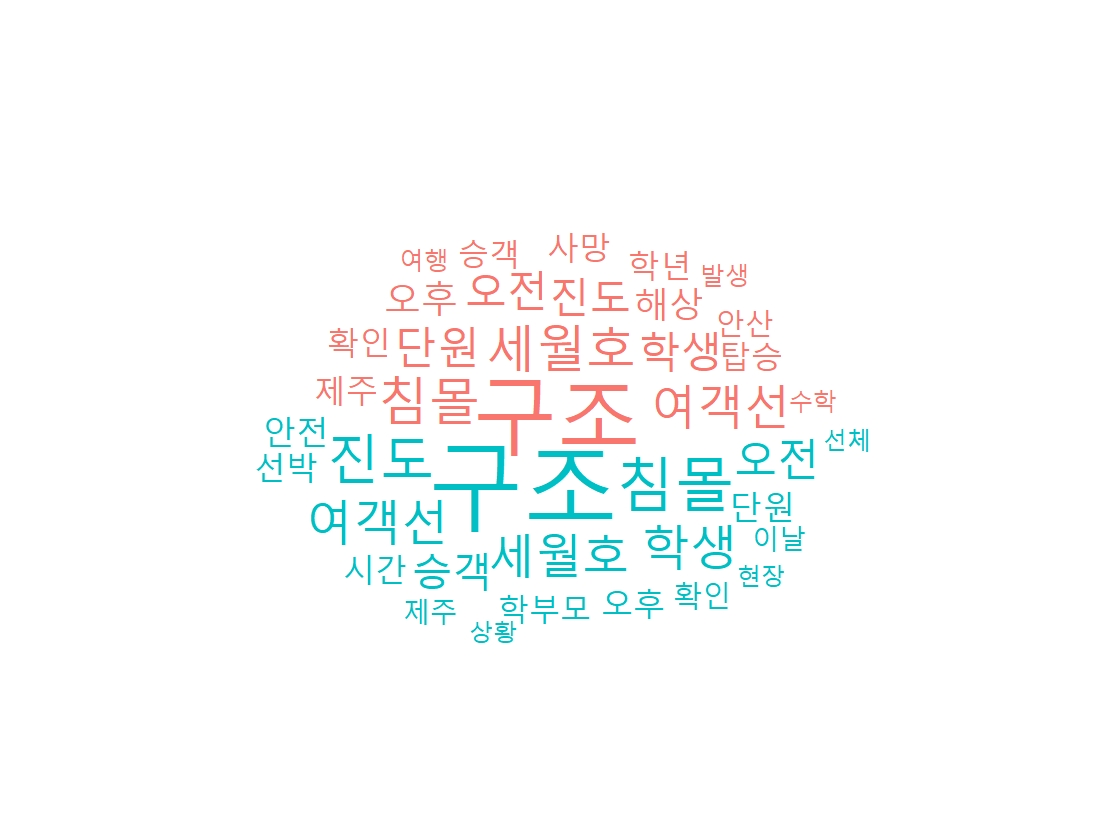 여행 승객 사망 학년 발생
오후 오전 진도 해상 안산
확인 단원 세월호 학생 탑승
제주 침몰 구조 여객선 수학
안전 진도 구조 침몰 오전 선체
선박 여객선 세월호 학생 단원 이날
시간 승객 학부모 오후 확인 현장
제주 상황